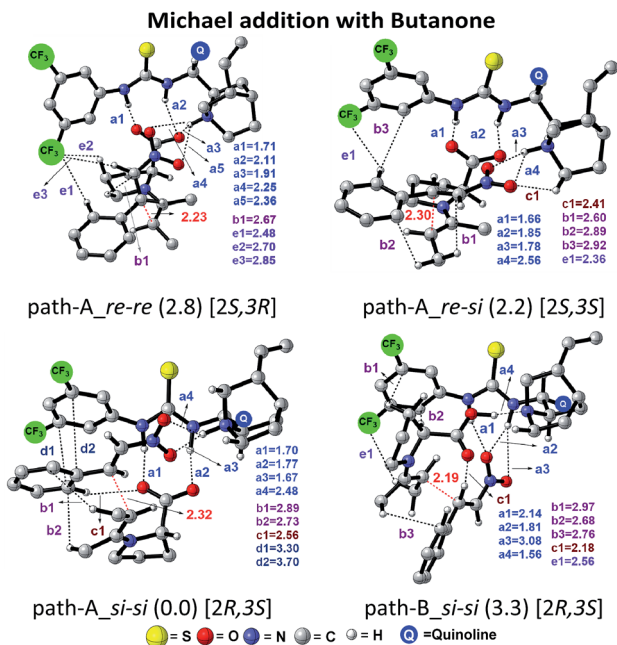 Michael addition with Butanone
CF3
Q
CF3
a1
a2
e2
e3
e1
a3
a5
a4
2.23
b1
a1=1.71
a2=2.11
a3=1.91
a4=2.25
a5=2.36
b1=2.67
e1=2.48
e2=2.70
e3=2.85
path-A_re-re (2.8) [2S,3R]
CF3
Q
CF3
b3
a1
a2
a3
a4
e1
c1
2.30
b2
b1
a1=1.66
a2=1.85
a3=1.78
a4=2.56
c1=2.41
b1=2.60
b2=2.89
b3=2.92
e1=2.36
path-A_re-si (2.2) [2S,3S]
CF3
CF3
a4
Q
d1
d2
a1
a2
a3
b1
c1
b2
2.32
a1=1.70
a2=1.77
a3=1.67
a4=2.48
b1=2.89
b2=2.73
c1=2.56
d1=3.30
d2=3.70
path-A_si-si (0.0) [2R,3S]
CF3
b1
a4
CF3
b2
Q
a1
a2
e1
a3
2.19
c1
b3
a1=2.14
a2=1.81
a3=3.08
a4=1.56
b1=2.97
b2=2.68
b3=2.76
c1=2.18
e1=2.56
path-B_si-si (3.3) [2R,3S]
= S = O = N = C = H Q =Quinoline